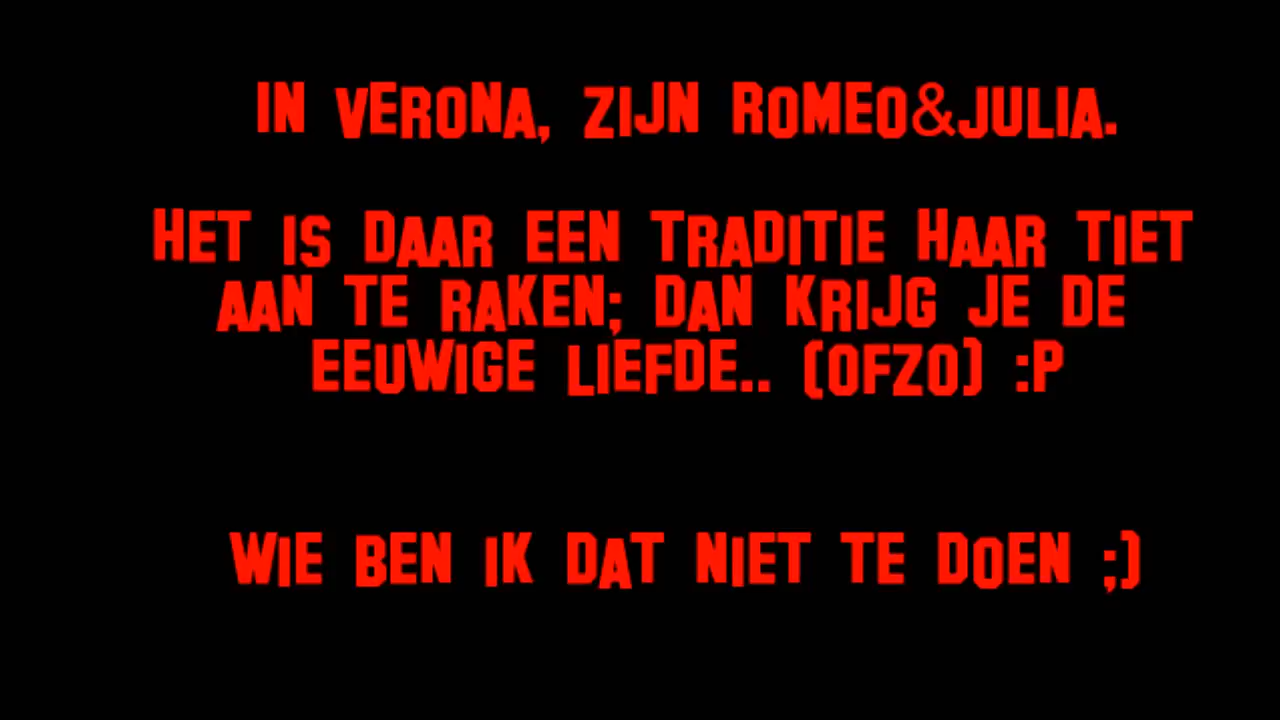 IN VERONA, ZIJN ROMEO&JULIA.
HET IS DAAR EEN TRADITIE HAAR TIET
AAN TE RAKEN; DAN KRIJG JE DE
EEUWIGE LIEFDE.. (OFZO) :P
WIE BEN IK DAT NIET TE DOEN ;)